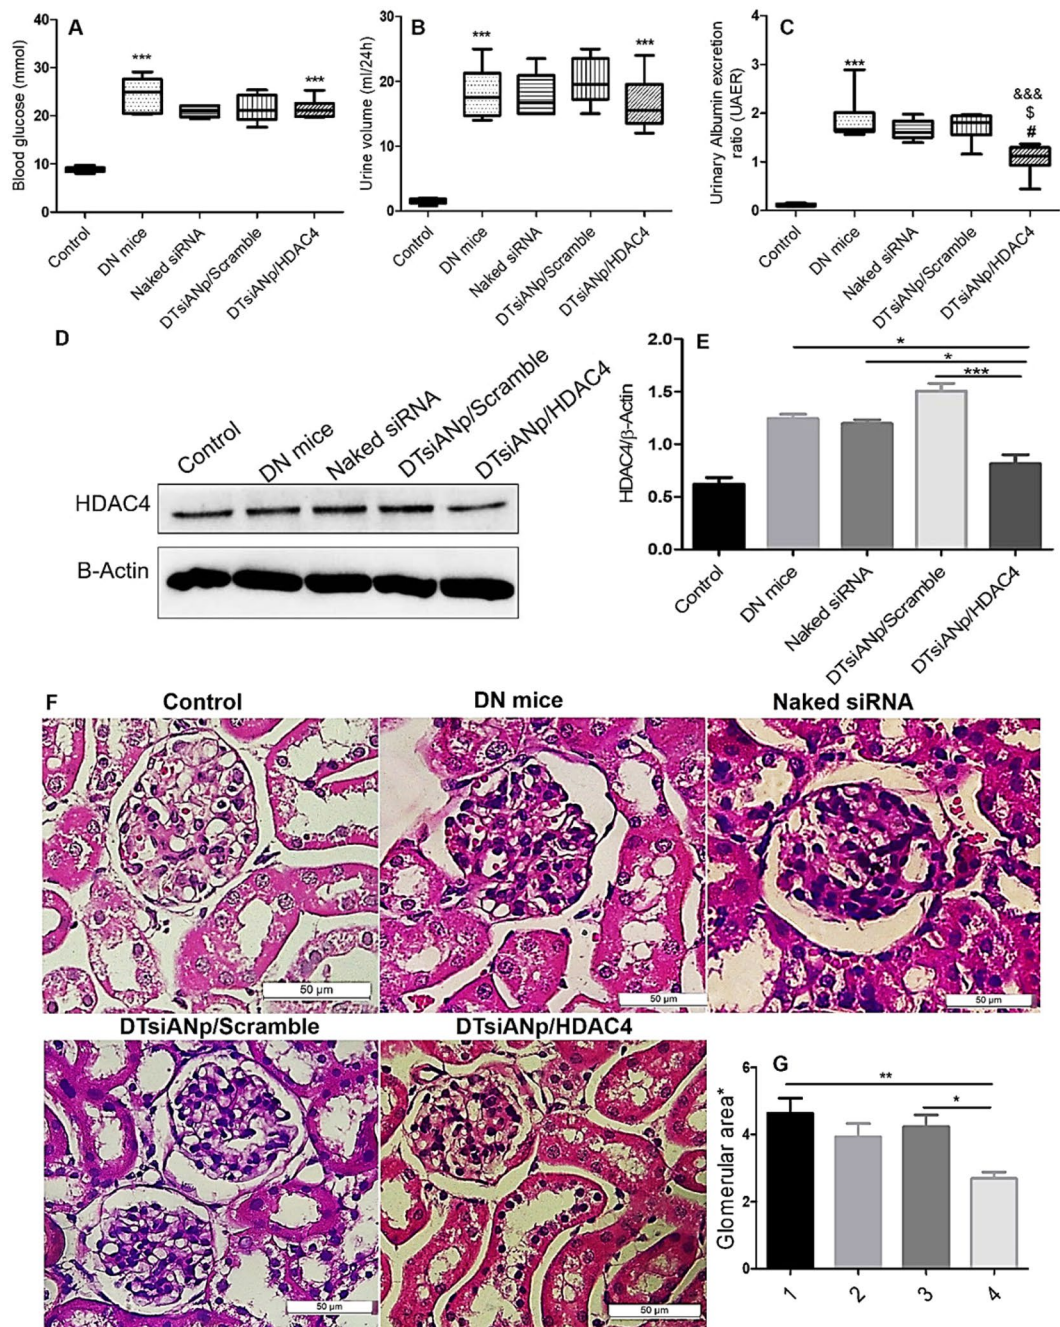 A
Blood glucose (mmol)
40
30
20
10
0
***
***
Control
DN mice
Naked siRNA
DTsiANp/Scramble
DTsiANp/HDAC4
B
Urine volume (ml/24h)
30
20
10
0
***
***
Control
DN mice
Naked siRNA
DTsiANp/Scramble
DTsiANp/HDAC4
C
Urinary Albumin excretion
ratio (UAER)
4
3
2
1
0
***
&&&
$
#
Control
DN mice
Naked siRNA
DTsiANp/Scramble
DTsiANp/HDAC4
D
Control
DN mice
Naked siRNA
DTsiANp/Scramble
DTsiANp/HDAC4
HDAC4
B-Actin
E
HDAC4/β-Actin
2.0
1.5
1.0
0.5
0.0
*
*
***
Control
DN mice
Naked siRNA
DTsiANp/Scramble
DTsiANp/HDAC4
F
Control
DN mice
Naked siRNA
50 µm
50 µm
50 µm
DTsiANp/Scramble
DTsiANp/HDAC4
50 µm
50 µm
G
Glomerular area*
6
4
2
0
**
*
1
2
3
4